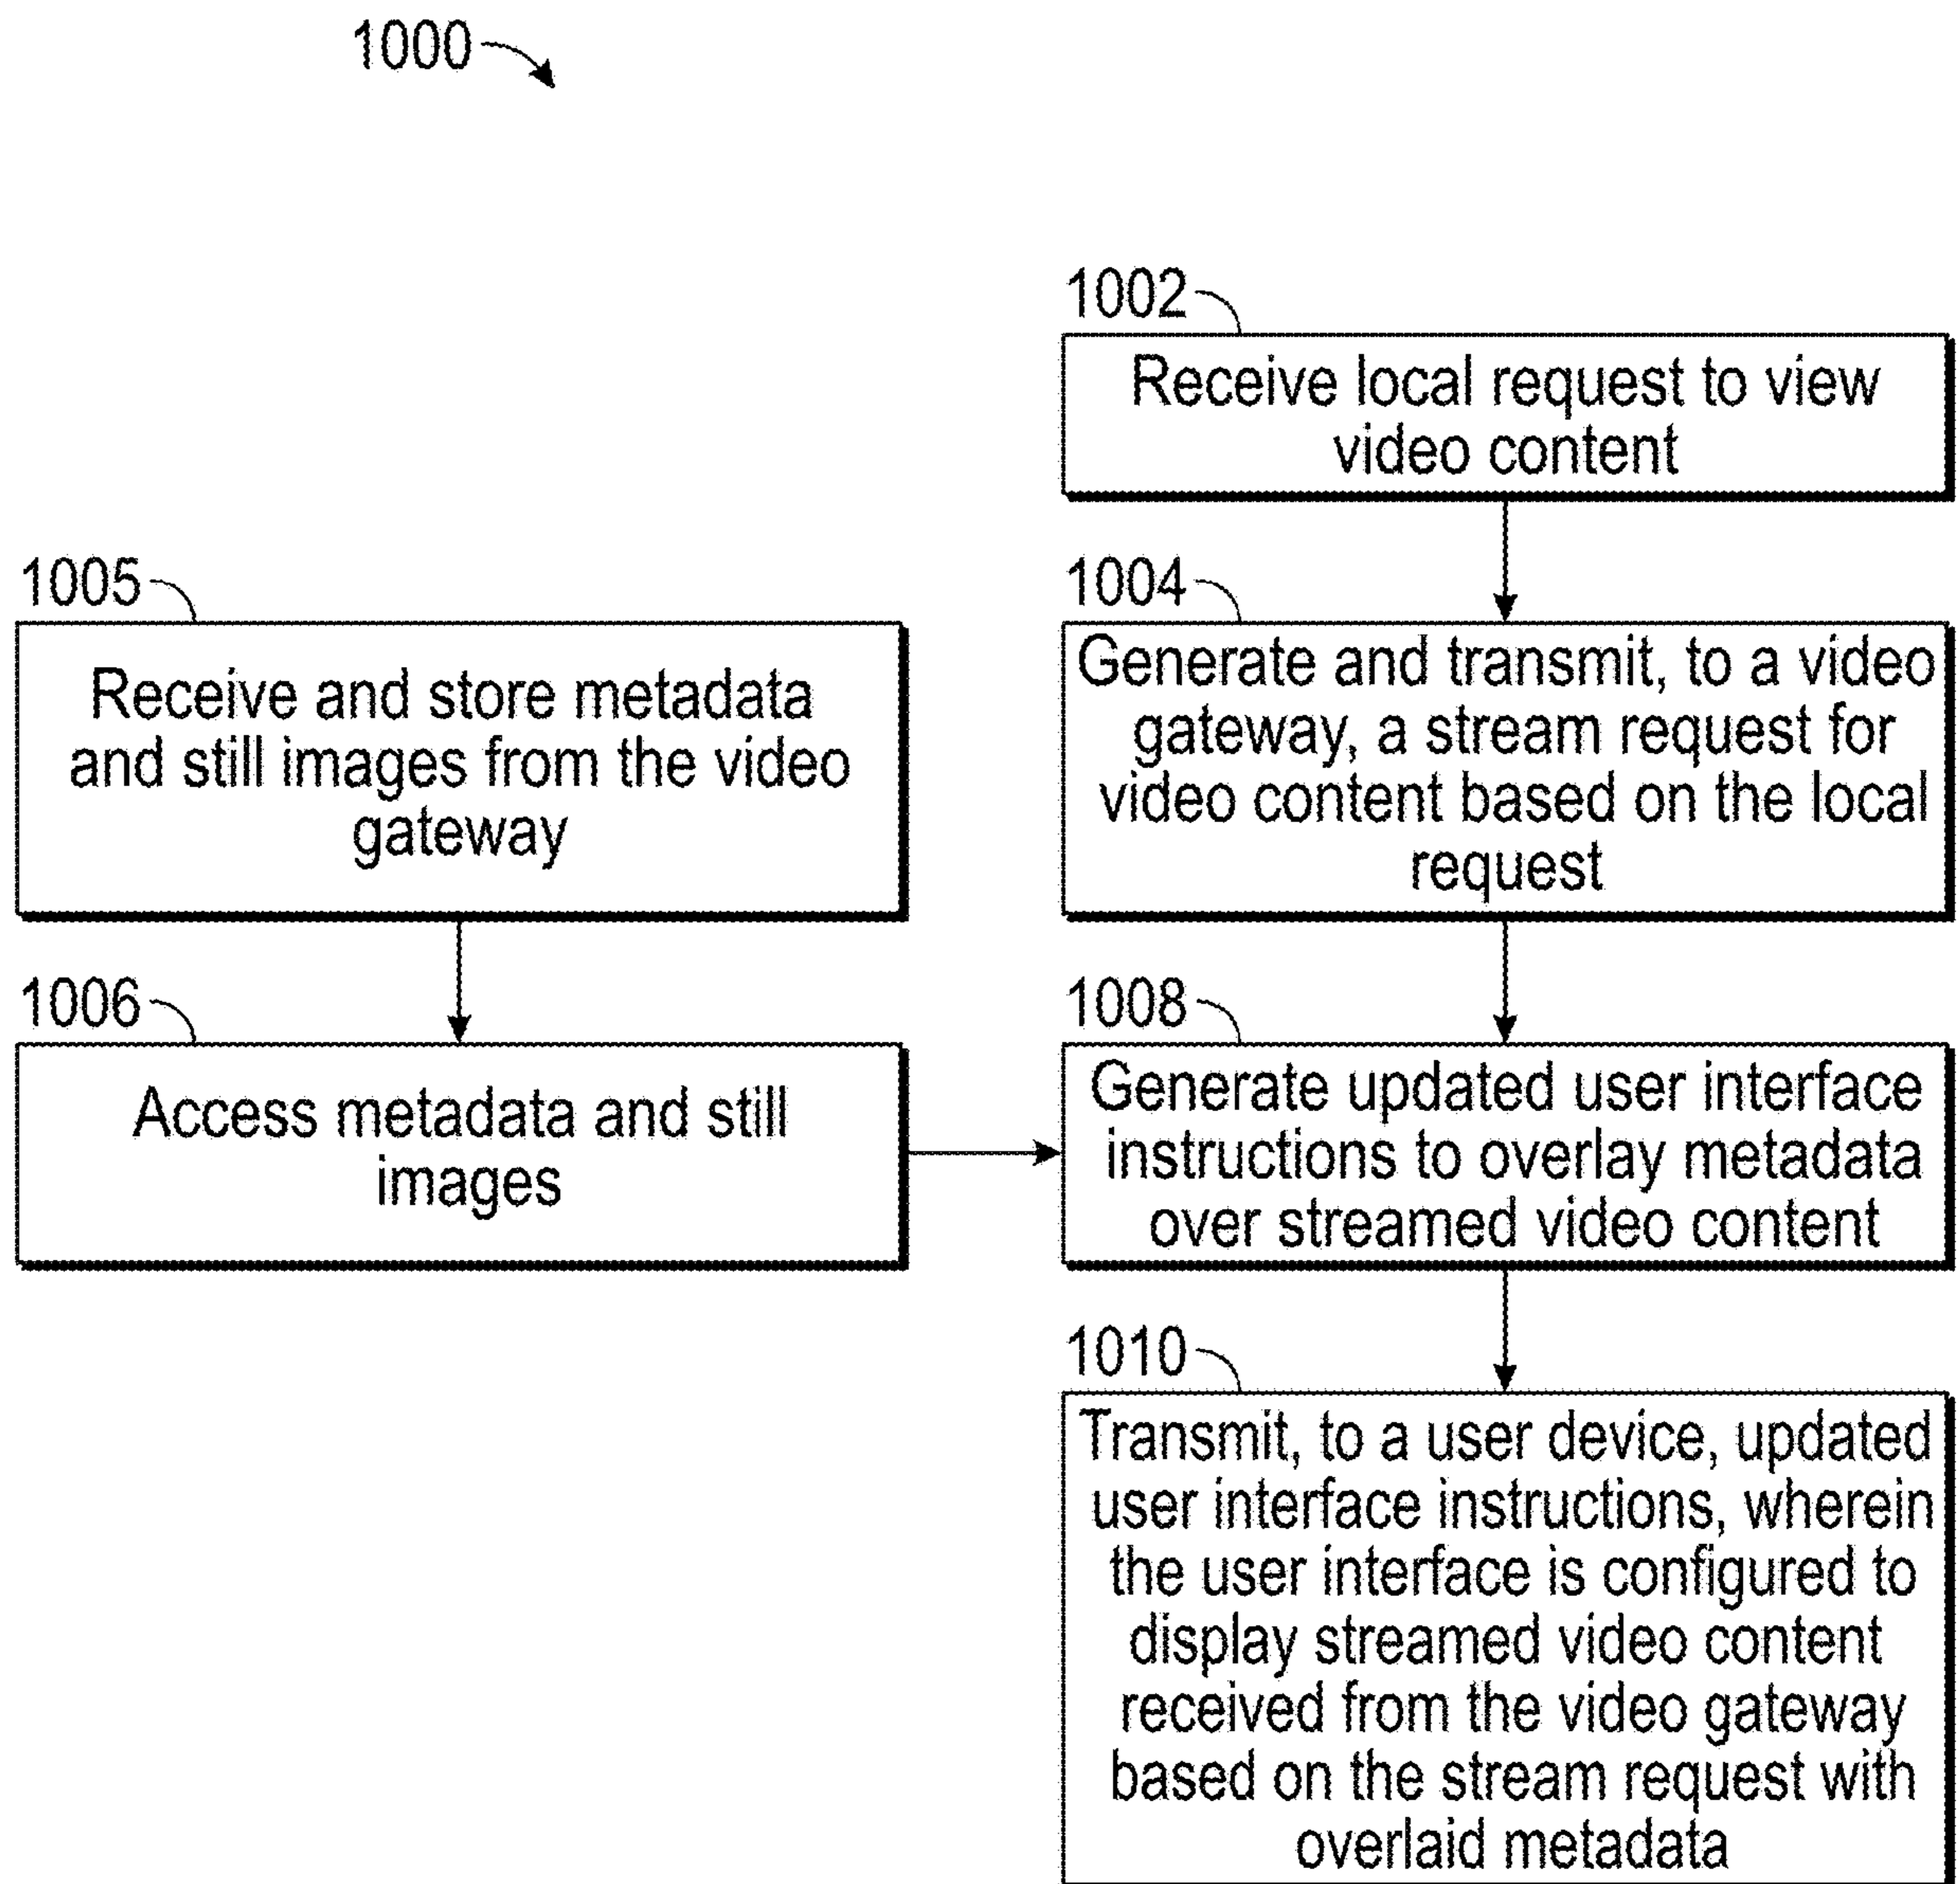 1000
1002
Receive local request to view
video content
1005
Receive and store metadata
and still images from the video
gateway
1004
Generate and transmit, to a video
gateway, a stream request for
video content based on the local
request
1006
Access metadata and still
images
1008
Generate updated user interface
instructions to overlay metadata
over streamed video content
1010
Transmit, to a user device, updated
user interface instructions, wherein
the user interface is configured to
display streamed video content
received from the video gateway
based on the stream request with
overlaid metadata